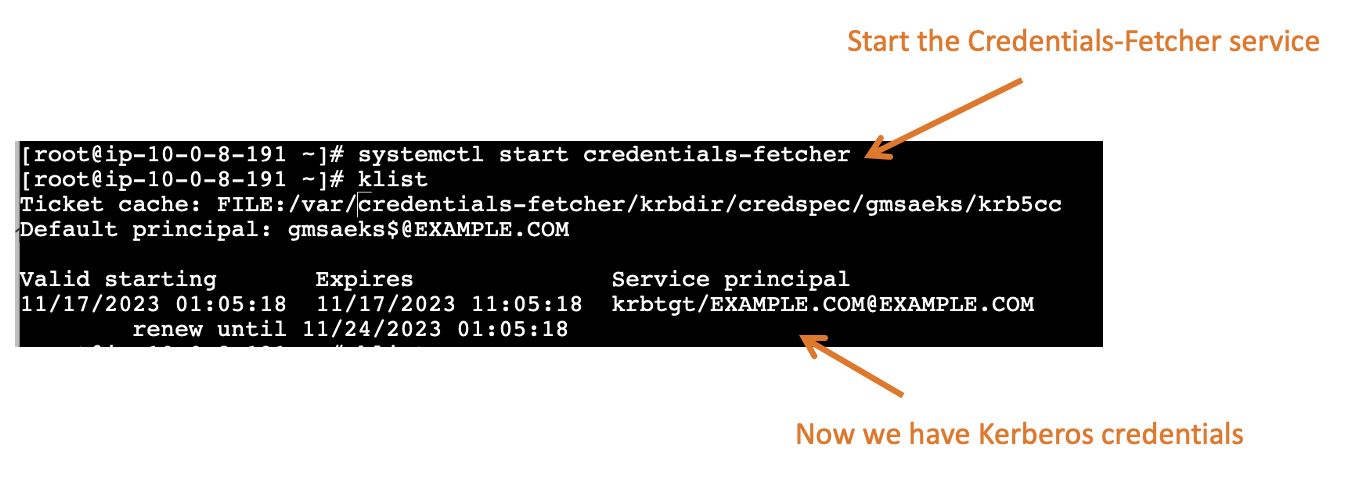 Start the Credentials-Fetcher service
[root@ip-10-0-8-191 ~]# systemctl start credentials-fetcher
[root@ip-10-0-8-191 ~]# klist
Ticket cache: FILE:/var/credentials-fetcher/krbdir/credspec/gmsaeks/krb5cc
Default principal: gmsaeks$@EXAMPLE.COM
Valid starting       Expires              Service principal
11/17/2023 01:05:18  11/17/2023 11:05:18  krbtgt/EXAMPLE.COM@EXAMPLE.COM
        renew until 11/24/2023 01:05:18
Now we have Kerberos credentials